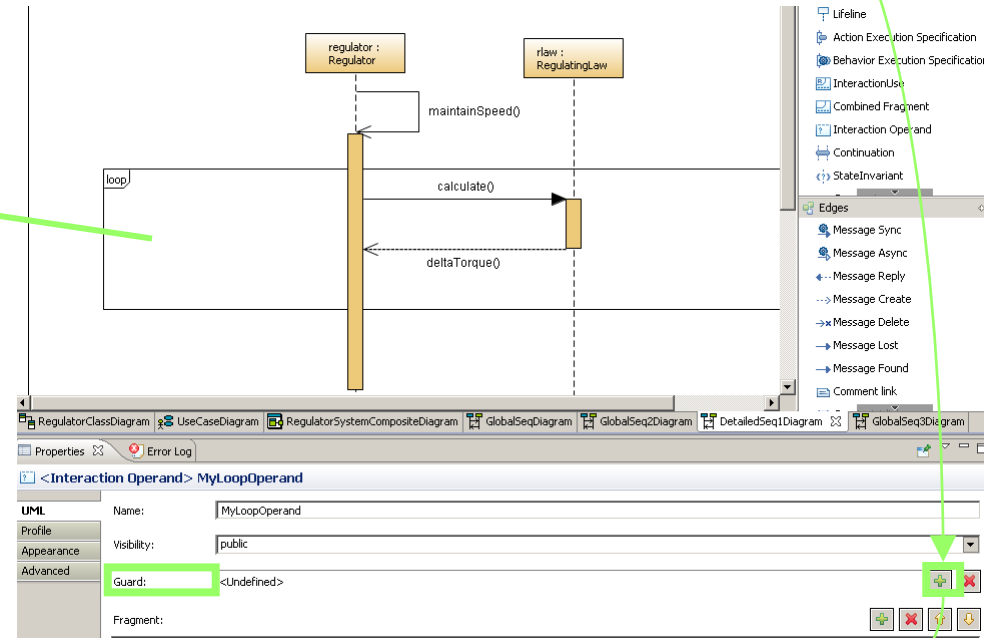 regulator :
Regulator
rlaw :
RegulatingLaw
maintainSpeed()
loop
calculate()
deltaTorque()
Lifeline
Action Execution Specification
Behavior Execution Specification
InteractionUse
Combined Fragment
Interaction Operand
Continuation
StateInvariant
Edges
Message Sync
Message Async
Message Reply
Message Create
Message Delete
Message Lost
Message Found
Comment link
RegulatorClassDiagram UseCaseDiagram RegulatorSystemCompositeDiagram GlobalSeqDiagram GlobalSeq2Diagram DetailedSeq1Diagram GlobalSeq3Diagram
Properties Error Log
<Interaction Operand> MyLoopOperand
UML
Profile
Appearance
Advanced
Name: MyLoopOperand
Visibility: public
Guard: <Undefined>
Fragment: